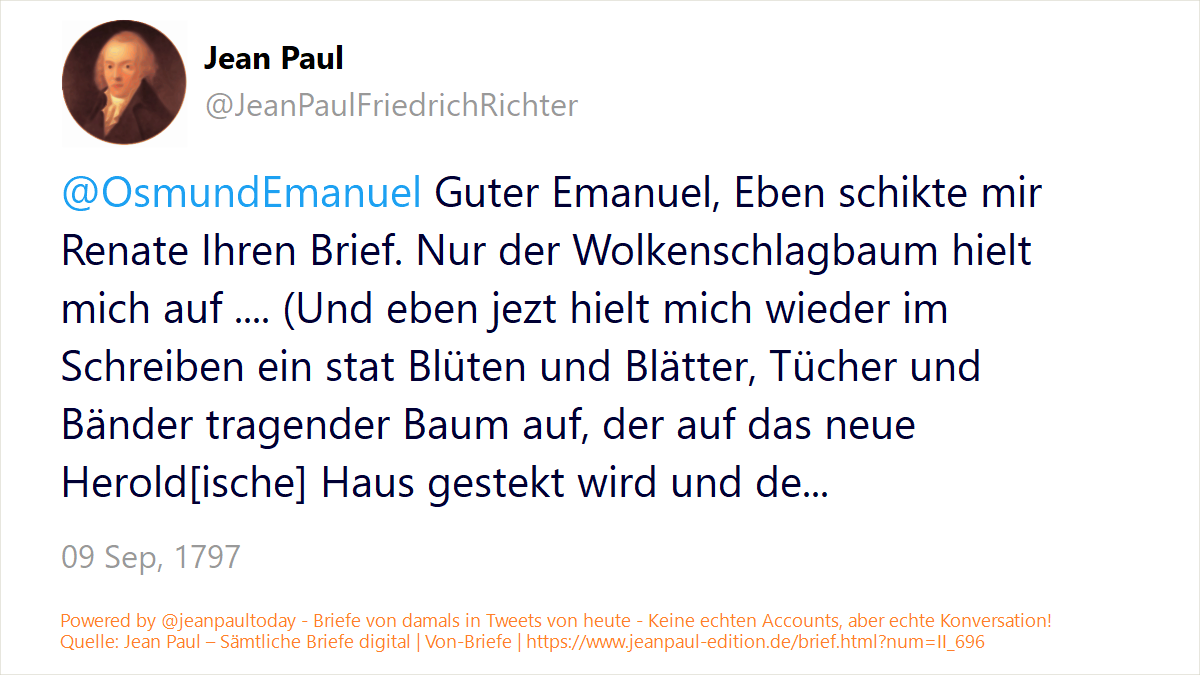 Jean Paul
@JeanPaulFriedrichRichter
@OsmundEmanuel Guter Emanuel, Eben schikte mir
Renate Ihren Brief. Nur der Wolkenschlagbaum hielt
mich auf .... (Und eben jezt hielt mich wieder im
Schreiben ein stat Blüten und Blätter, Tücher und
Bänder tragender Baum auf, der auf das neue
Herold[ische] Haus gestekt wird und de...
09 Sep, 1797
Powered by @jeanpaultoday - Briefe von damals in Tweets von heute - Keine echten Accounts, aber echte Konversation!
Quelle: Jean Paul – Sämtliche Briefe digital | Von-Briefe | https://www.jeanpaul-edition.de/brief.html?num=II_696